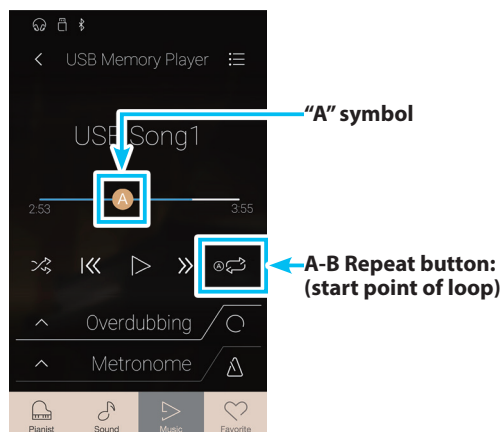 USB Memory Player
“A” symbol
USB Song1
A
2:53
3:55
A
A-B Repeat button:
(start point of loop)
Overdubbing
Metronome
Pianist
Sound
Music
Favorite